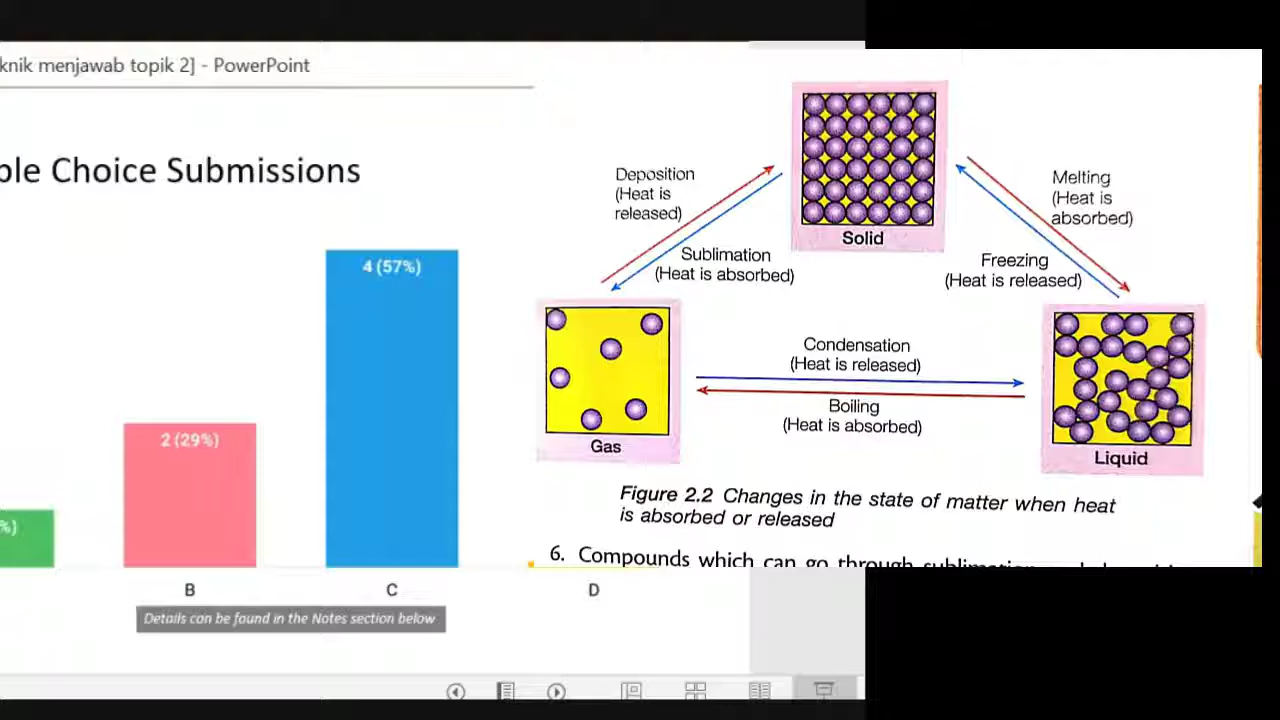 knik menjawab topik 2] - PowerPoint
ple Choice Submissions
%)
2 (29%)
4 (57%)
B
C
D
Details can be found in the Notes section below
Deposition
(Heat is
released)
Sublimation
(Heat is absorbed)
Solid
Melting
(Heat is
absorbed)
Freezing
(Heat is released)
Condensation
(Heat is released)
Boiling
(Heat is absorbed)
Gas
Liquid
Figure 2.2 Changes in the state of matter when heat
is absorbed or released
6. Compounds which can go through sublimation